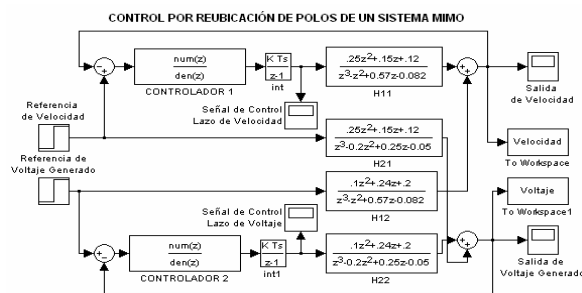 CONTROL POR REUBICACIÓN DE POLOS DE UN SISTEMA MIMO
num(z)
den(z)
CONTROLADOR 1
K Ts
z-1
int
.25z²+.15z+.12
z³-z²+0.57z-0.082
H11
Salida
de Velocidad
Referencia
de Velocidad
Señal de Control
Lazo de Velocidad
.25z²+.15z+.12
z³-0.2z²+0.25z-0.05
H21
Velocidad
To Workspace
Referencia de
Voltaje Generado
.1z²+.24z+.2
z³-z²+0.57z-0.082
H12
Voltaje
To Workspace1
Señal de Control
Lazo de Voltaje
num(z)
den(z)
CONTROLADOR 2
K Ts
z-1
int1
.1z²+.24z+.2
z³-0.2z²+0.25z-0.05
H22
Salida de
Voltaje Generado